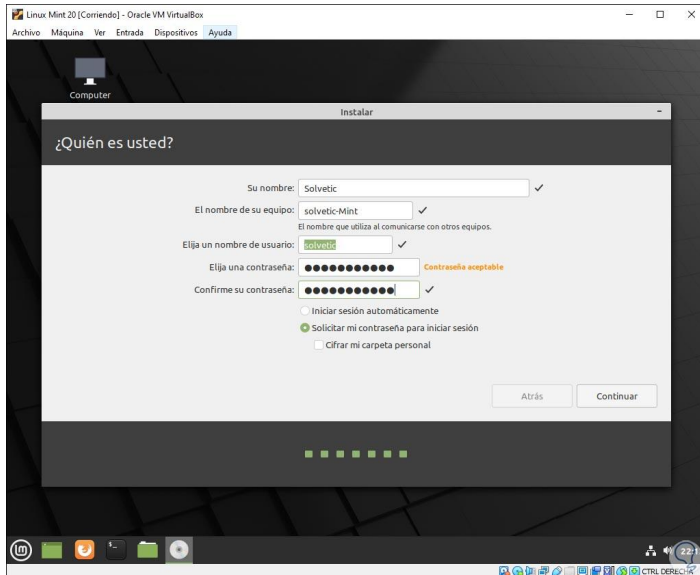 Linux Mint 20 [Corriendo] - Oracle VM VirtualBox
Archivo Máquina Ver Entrada Dispositivos Ayuda
Computer
Instalar
¿Quién es usted?
Su nombre: Solvetic
El nombre de su equipo: solvetic-Mint
El nombre que utiliza al comunicarse con otros equipos.
Elija un nombre de usuario: solvetic
Elija una contraseña: ●●●●●●●●●●● Contraseña aceptable
Confirme su contraseña: ●●●●●●●●●●●
Iniciar sesión automáticamente
Solicitar mi contraseña para iniciar sesión
Cifrar mi carpeta personal
Atrás Continuar
CTRL DERECHA